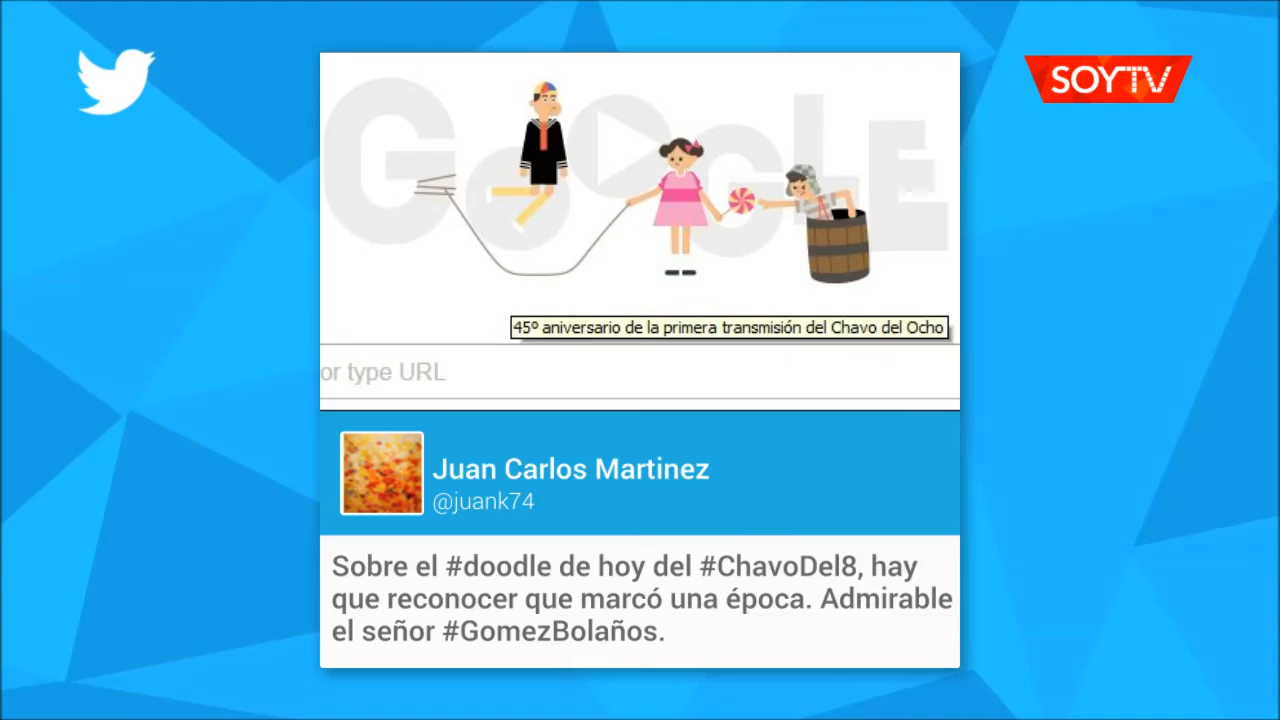 SOYTV
GOOGLE
45º aniversario de la primera transmisión del Chavo del Ocho
or type URL
Juan Carlos Martinez
@juank74
Sobre el #doodle de hoy del #ChavoDel8, hay
que reconocer que marcó una época. Admirable
el señor #GomezBolaños.